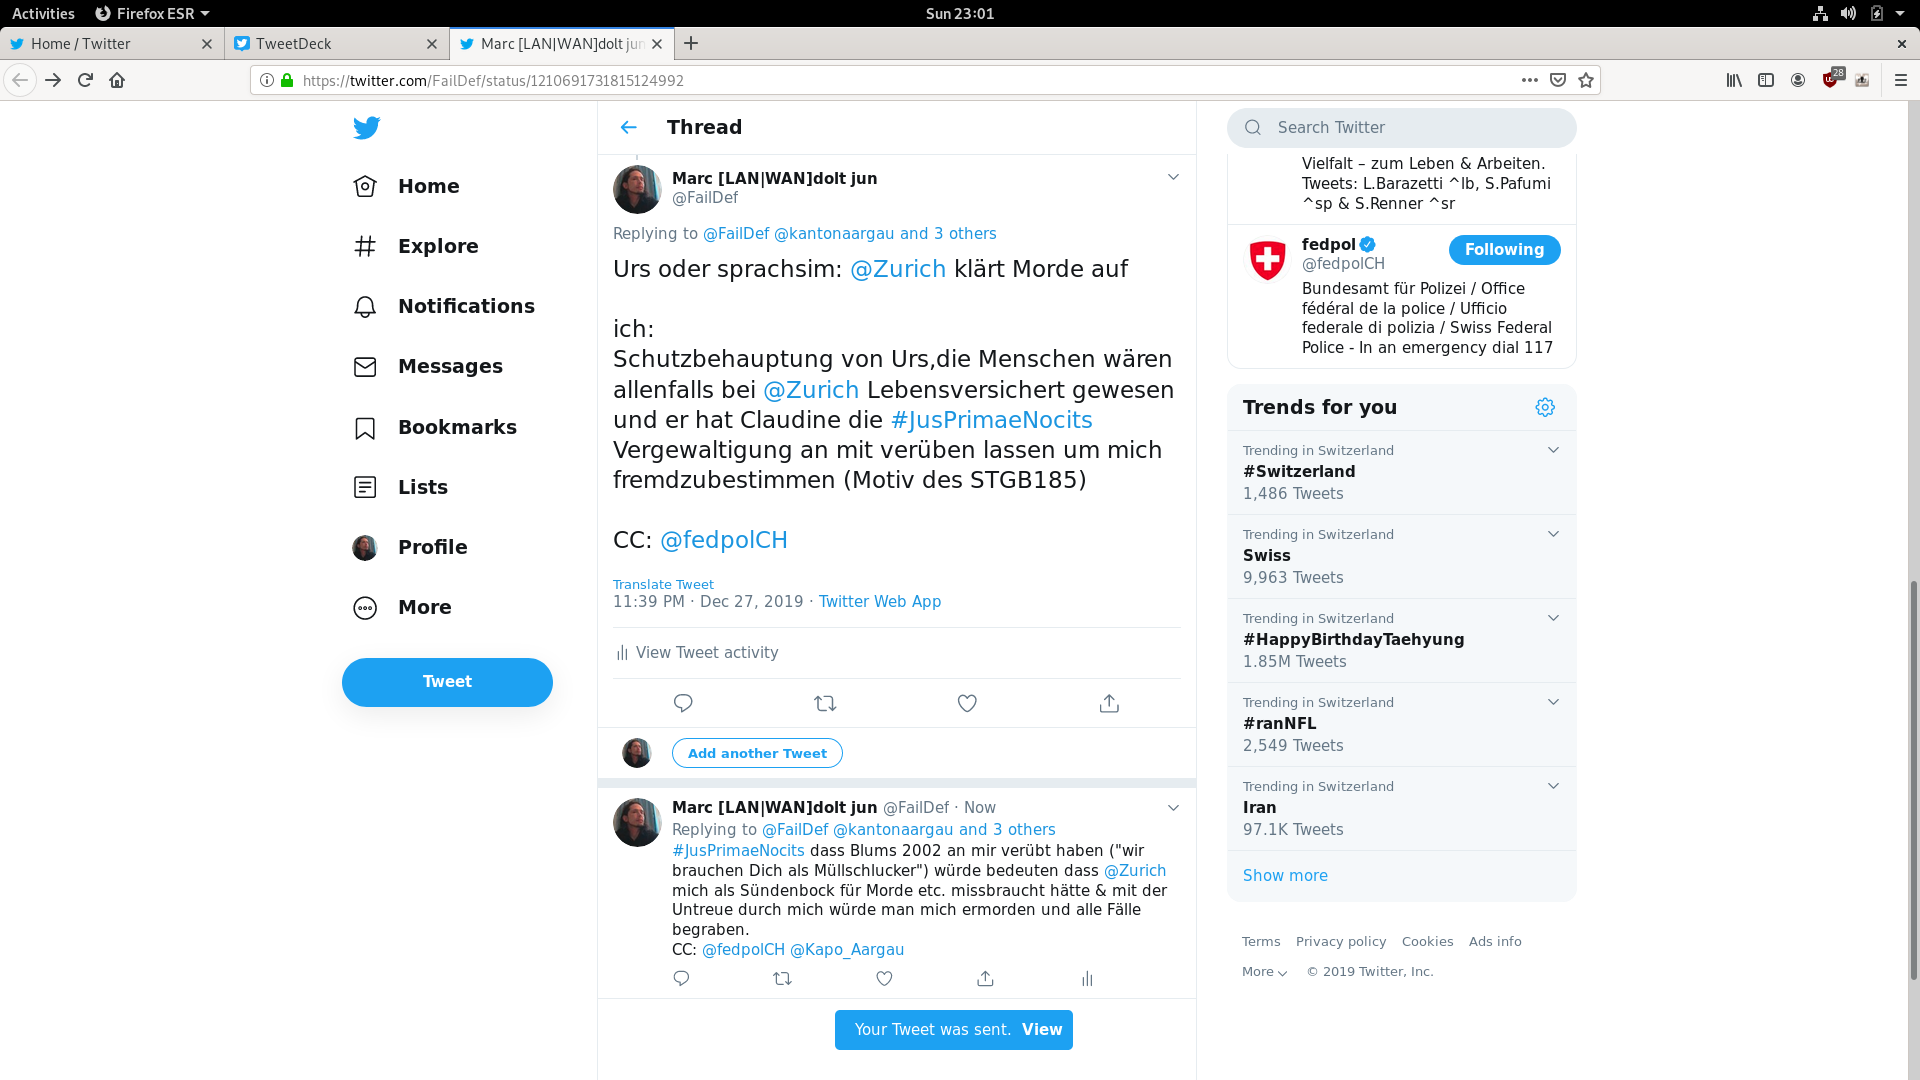 Activities
Firefox ESR
Sun 23:01
Home / Twitter
TweetDeck
Marc [LAN|WAN]dolt jun
https://twitter.com/FailDef/status/1210691731815124992
28
Home
Explore
Notifications
Messages
Bookmarks
Lists
Profile
More
Tweet
Thread
Marc [LAN|WAN]dolt jun
@FailDef
Replying to @FailDef @kantonaargau and 3 others
Urs oder sprachsim: @Zurich klärt Morde auf
ich:
Schutzbehauptung von Urs,die Menschen wären
allenfalls bei @Zurich Lebensversichert gewesen
und er hat Claudine die #JusPrimaeNocits
Vergewaltigung an mit verüben lassen um mich
fremdzubestimmen (Motiv des STGB185)
CC: @fedpolCH
Translate Tweet
11:39 PM · Dec 27, 2019 · Twitter Web App
View Tweet activity
Add another Tweet
Marc [LAN|WAN]dolt jun @FailDef · Now
Replying to @FailDef @kantonaargau and 3 others
#JusPrimaeNocits dass Blums 2002 an mir verübt haben ("wir
brauchen Dich als Müllschlucker") würde bedeuten dass @Zurich
mich als Sündenbock für Morde etc. missbraucht hätte & mit der
Untreue durch mich würde man mich ermorden und alle Fälle
begraben.
CC: @fedpolCH @Kapo_Aargau
Your Tweet was sent. View
Search Twitter
Vielfalt – zum Leben & Arbeiten.
Tweets: L.Barazetti ^lb, S.Pafumi
^sp & S.Renner ^sr
fedpol
@fedpolCH
Following
Bundesamt für Polizei / Office
fédéral de la police / Ufficio
federale di polizia / Swiss Federal
Police - In an emergency dial 117
Trends for you
Trending in Switzerland
#Switzerland
1,486 Tweets
Trending in Switzerland
Swiss
9,963 Tweets
Trending in Switzerland
#HappyBirthdayTaehyung
1.85M Tweets
Trending in Switzerland
#ranNFL
2,549 Tweets
Trending in Switzerland
Iran
97.1K Tweets
Show more
Terms Privacy policy Cookies Ads info
More © 2019 Twitter, Inc.